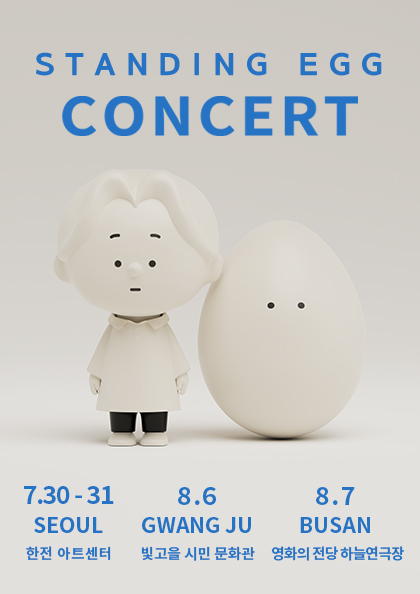 STANDING EGG
CONCERT
7.30 - 31
SEOUL
한전 아트센터
8.6
GWANG JU
빛고을 시민 문화관
8.7
BUSAN
영화의 전당 하늘연극장